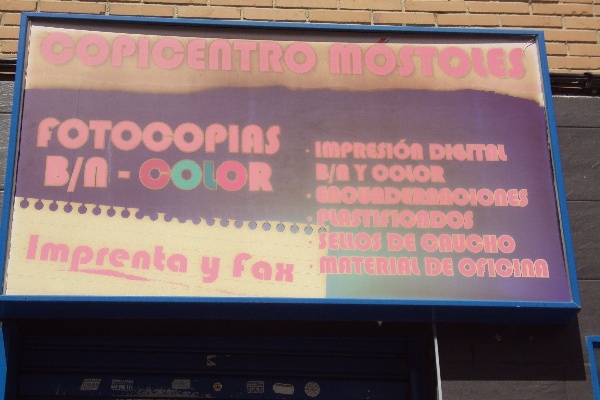 COPICENTRO MÓSTOLES
FOTOCOPIAS
B/N - COLOR
Imprenta y Fax
· IMPRESIÓN DIGITAL
B/N Y COLOR
· ENCUADERNACIONES
· PLASTIFICADOS
· SELLOS DE CAUCHO
· MATERIAL DE OFICINA